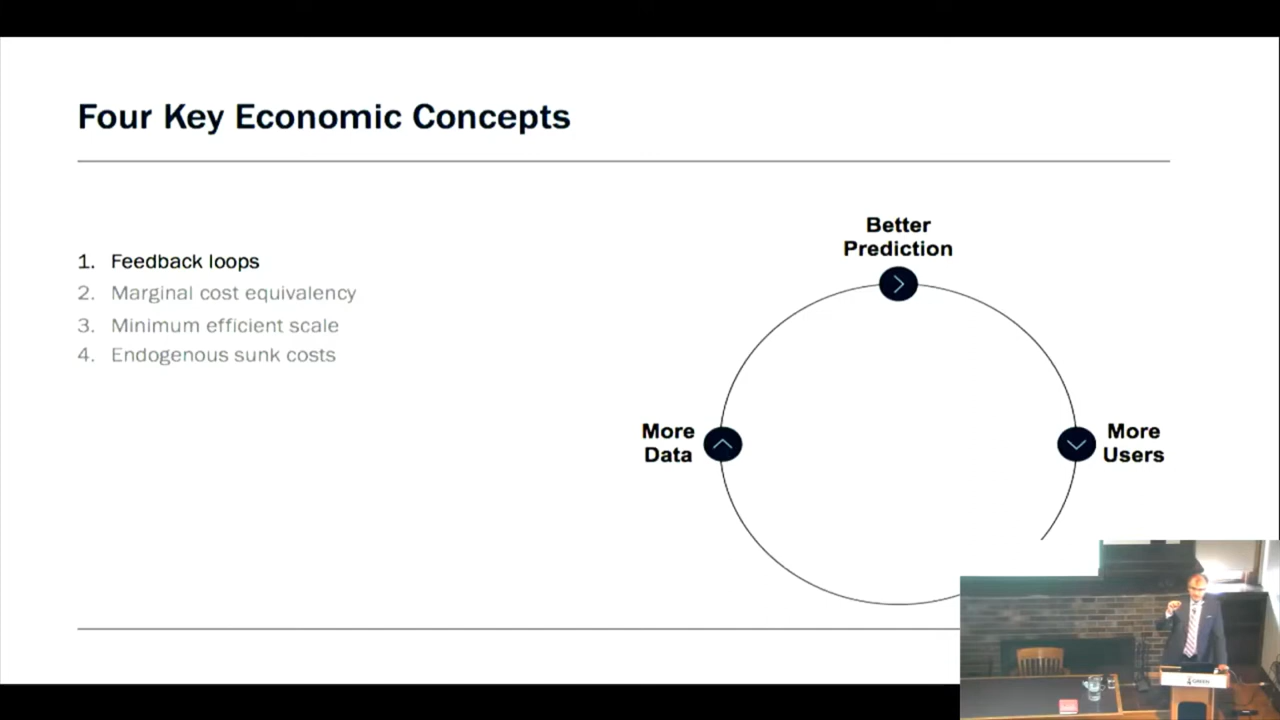 Four Key Economic Concepts
1. Feedback loops
2. Marginal cost equivalency
3. Minimum efficient scale
4. Endogenous sunk costs
Better
Prediction
More
Data
More
Users
GREEN